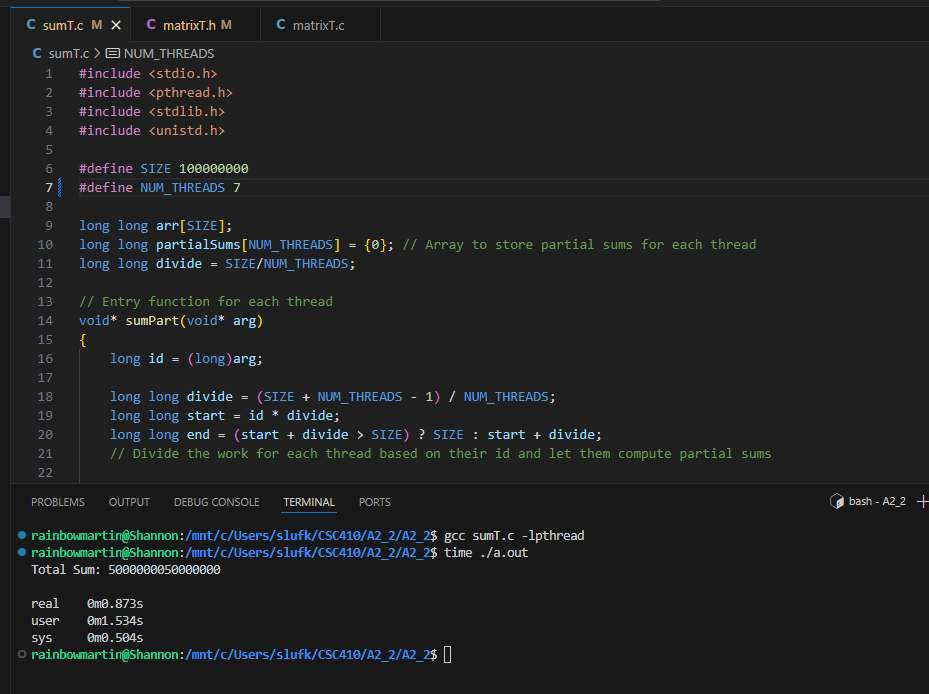 sumT.c M
matrixT.h M
matrixT.c
sumT.c > NUM_THREADS
1 #include <stdio.h>
2 #include <pthread.h>
3 #include <stdlib.h>
4 #include <unistd.h>
5
6 #define SIZE 100000000
7 #define NUM_THREADS 7
8
9 long long arr[SIZE];
10 long long partialSums[NUM_THREADS] = {0}; // Array to store partial sums for each thread
11 long long divide = SIZE/NUM_THREADS;
12
13 // Entry function for each thread
14 void* sumPart(void* arg)
15 {
16 long id = (long)arg;
17
18 long long divide = (SIZE + NUM_THREADS - 1) / NUM_THREADS;
19 long long start = id * divide;
20 long long end = (start + divide > SIZE) ? SIZE : start + divide;
21 // Divide the work for each thread based on their id and let them compute partial sums
22
PROBLEMS OUTPUT DEBUG CONSOLE TERMINAL PORTS bash - A2_2
rainbowmartin@Shannon:/mnt/c/Users/slufk/CSC410/A2_2/A2_2$ gcc sumT.c -lpthread
rainbowmartin@Shannon:/mnt/c/Users/slufk/CSC410/A2_2/A2_2$ time ./a.out
Total Sum: 5000000050000000
real 0m0.873s
user 0m1.534s
sys 0m0.504s
rainbowmartin@Shannon:/mnt/c/Users/slufk/CSC410/A2_2/A2_2$